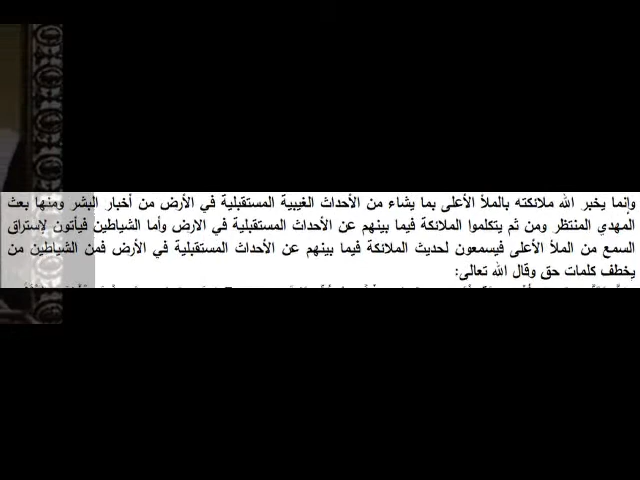 وإنما يخبر الله ملائكته بالملأ الأعلى بما يشاء من الأحداث الغيبية المستقبلية في الأرض من أخبار البشر ومنها بعث
المهدي المنتظر ومن ثم يتكلموا الملائكة فيما بينهم عن الأحداث المستقبلية في الارض وأما الشياطين فيأتون لإستراق
السمع من الملأ الأعلى فيسمعون لحديث الملائكة فيما بينهم عن الأحداث المستقبلية في الأرض فمن الشياطين من
يخطف كلمات حق وقال الله تعالى: